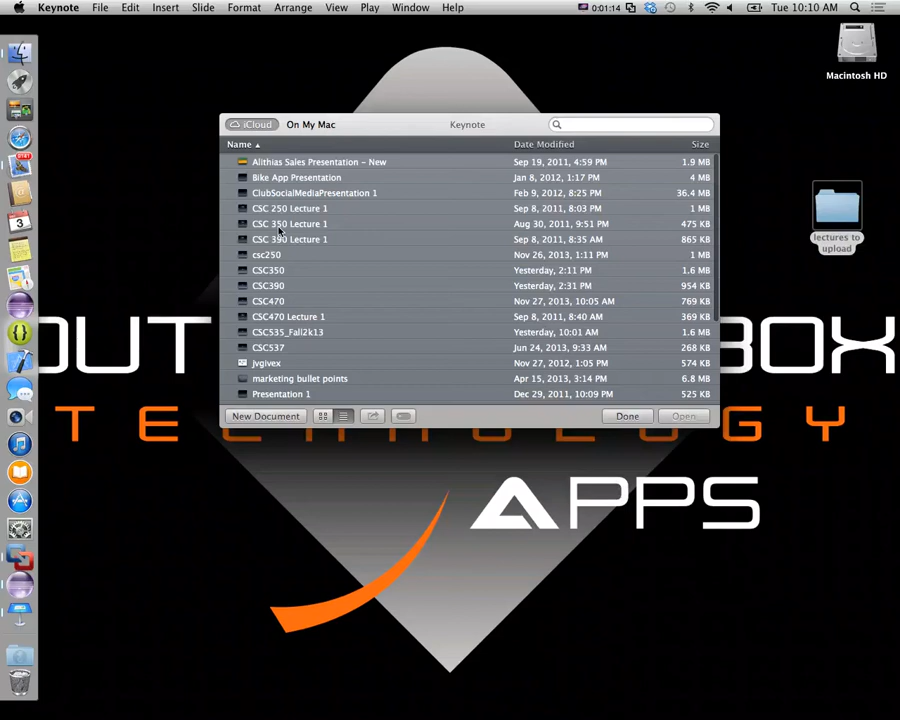 Keynote File Edit Insert Slide Format Arrange View Play Window Help 0:01:14 Tue 10:10 AM
Macintosh HD
iCloud On My Mac Keynote
Name Date Modified Size
Alithias Sales Presentation - New Sep 19, 2011, 4:59 PM 1.9 MB
Bike App Presentation Jan 8, 2012, 1:17 PM 4 MB
ClubSocialMediaPresentation 1 Feb 9, 2012, 8:25 PM 36.4 MB
CSC 250 Lecture 1 Sep 8, 2011, 8:03 PM 1 MB
CSC 350 Lecture 1 Aug 30, 2011, 9:51 PM 475 KB
CSC 390 Lecture 1 Sep 8, 2011, 8:35 AM 865 KB
csc250 Nov 26, 2013, 1:11 PM 1.6 MB
CSC350 Yesterday, 2:11 PM 1.6 MB
CSC390 Yesterday, 2:31 PM 954 KB
CSC470 Nov 27, 2013, 10:05 AM 769 KB
CSC470 Lecture 1 Sep 8, 2011, 8:40 AM 369 KB
CSC535_Fall2k13 Yesterday, 10:01 AM 1.6 MB
CSC537 Jun 24, 2013, 9:33 AM 268 KB
jvgivex Nov 27, 2012, 1:05 PM 574 KB
marketing bullet points Apr 15, 2013, 3:14 PM 6.8 MB
Presentation 1 Dec 29, 2011, 10:09 PM 525 KB
New Document Done Open
lectures to
upload
OUT BOX
TECHNOLOGY
APPS